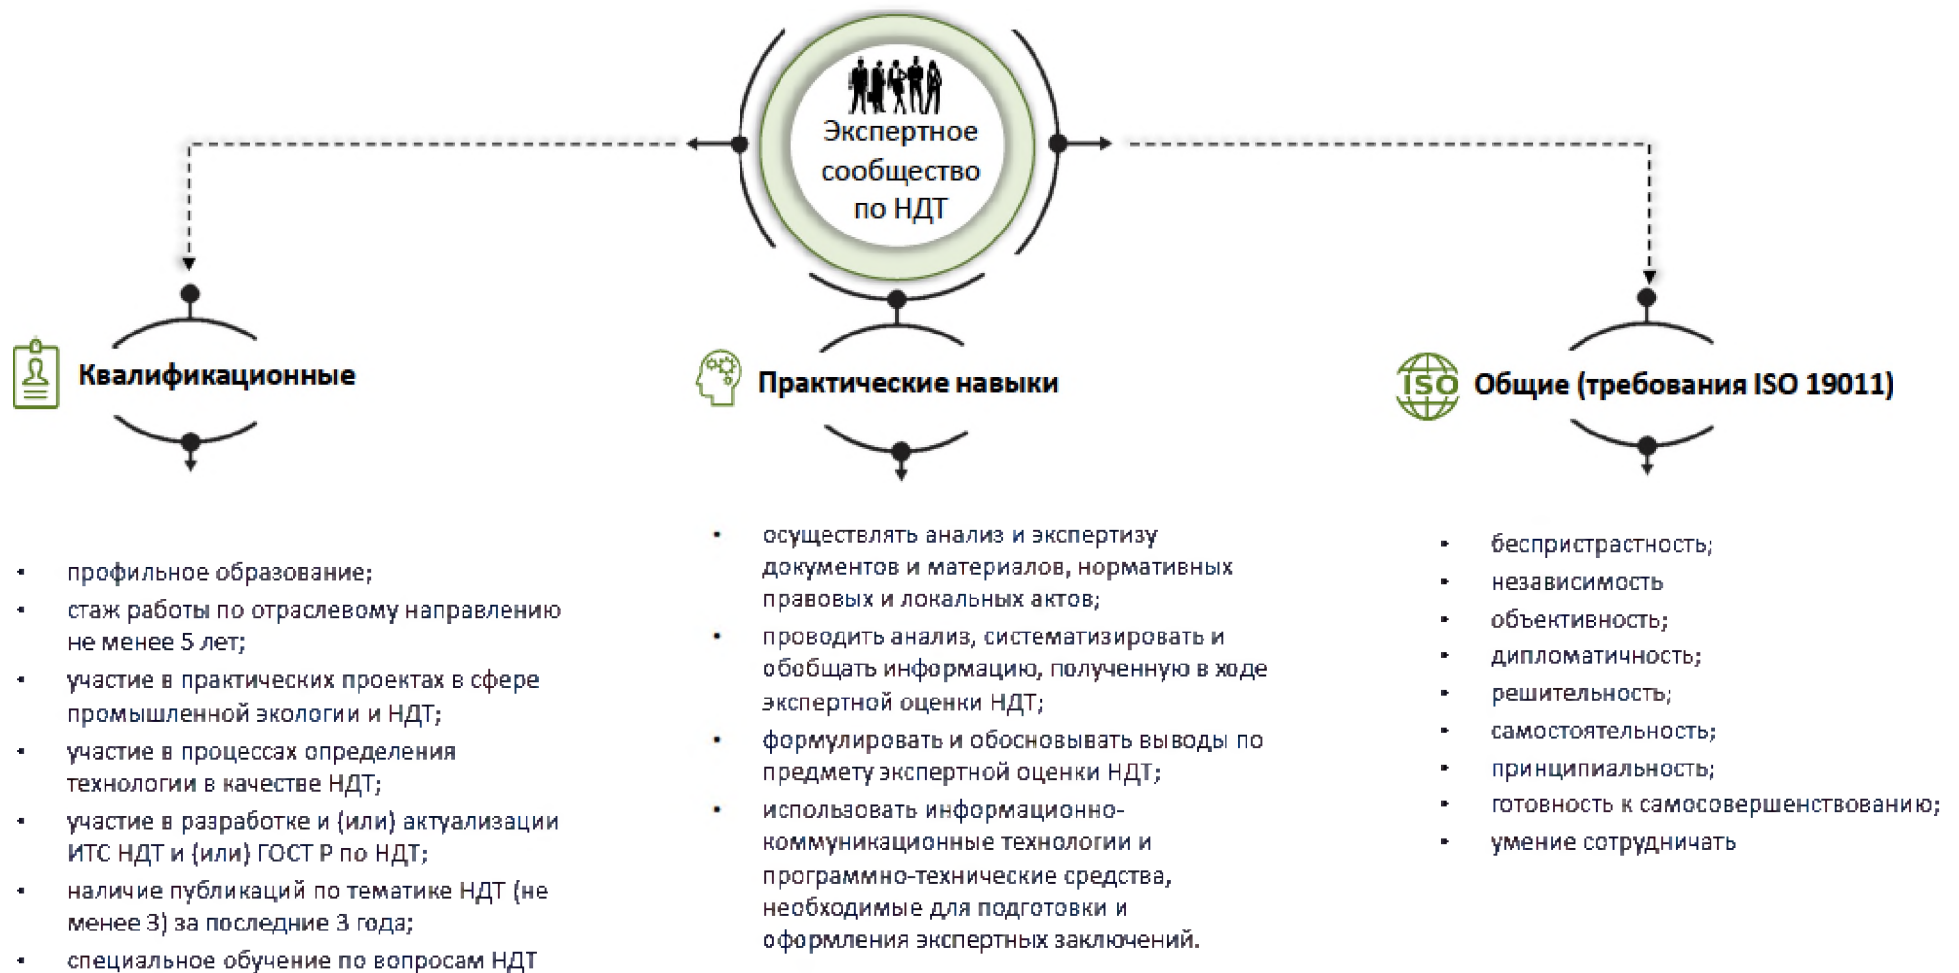 Экспертное
сообщество
по НДТ
Квалификационные
• профильное образование;
• стаж работы по отраслевому направлению
не менее 5 лет;
• участие в практических проектах в сфере
промышленной экологии и НДТ;
• участие в процессах определения
технологии в качестве НДТ;
• участие в разработке и (или) актуализации
ИТС НДТ и (или) ГОСТ Р по НДТ;
• наличие публикаций по тематике НДТ (не
менее 3) за последние 3 года;
• специальное обучение по вопросам НДТ
Практические навыки
• осуществлять анализ и экспертизу
документов и материалов, нормативных
правовых и локальных актов;
• проводить анализ, систематизировать и
обобщать информацию, полученную в ходе
экспертной оценки НДТ;
• формулировать и обосновывать выводы по
предмету экспертной оценки НДТ;
• использовать информационно-
коммуникационные технологии и
программно-технические средства,
необходимые для подготовки и
оформления экспертных заключений.
ISO
Общие (требования ISO 19011)
• беспристрастность;
• независимость
• объективность;
• дипломатичность;
• решительность;
• самостоятельность;
• принципиальность;
• готовность к самосовершенствованию;
• умение сотрудничать